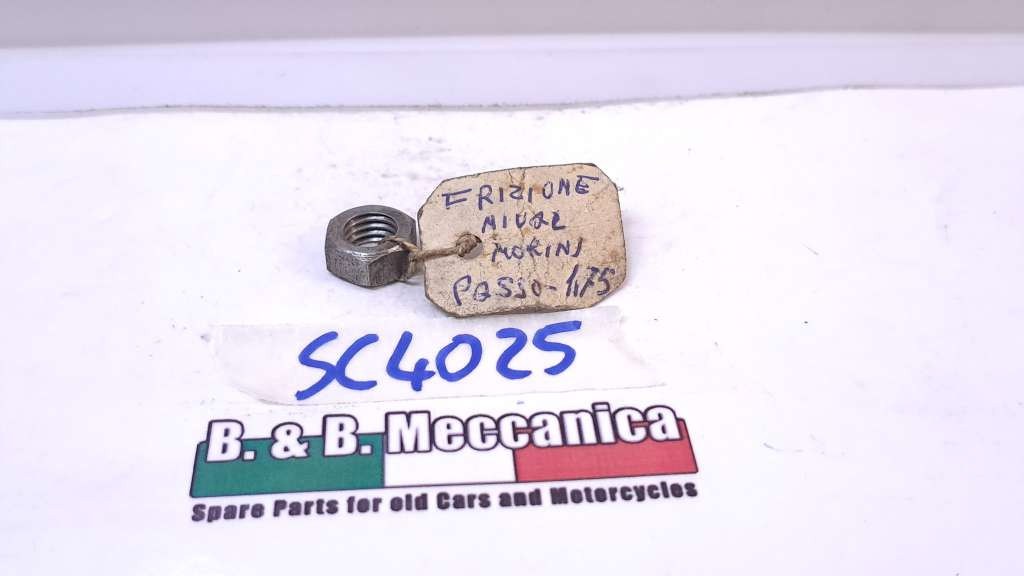 FRIZIONE
MIVAL
MORINI
PASSO-1,75
SC4025
B. & B. Meccanica
Spare Parts for old Cars and Motorcycles